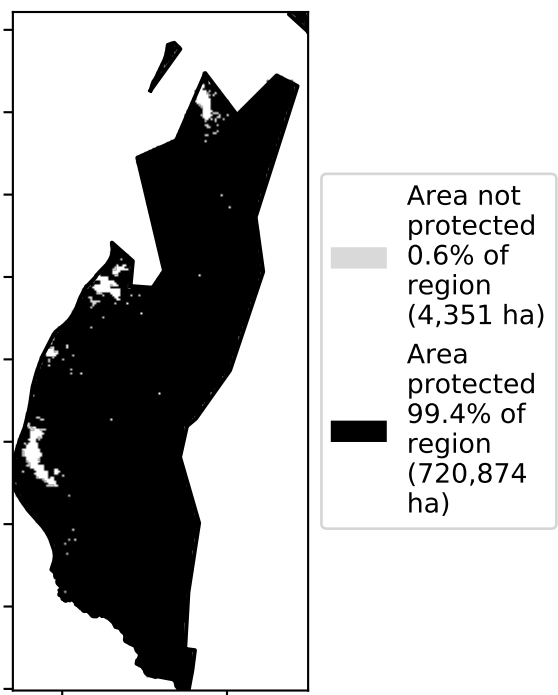 Area not
protected
0.6% of
region
(4,351 ha)
Area
protected
99.4% of
region
(720,874
ha)